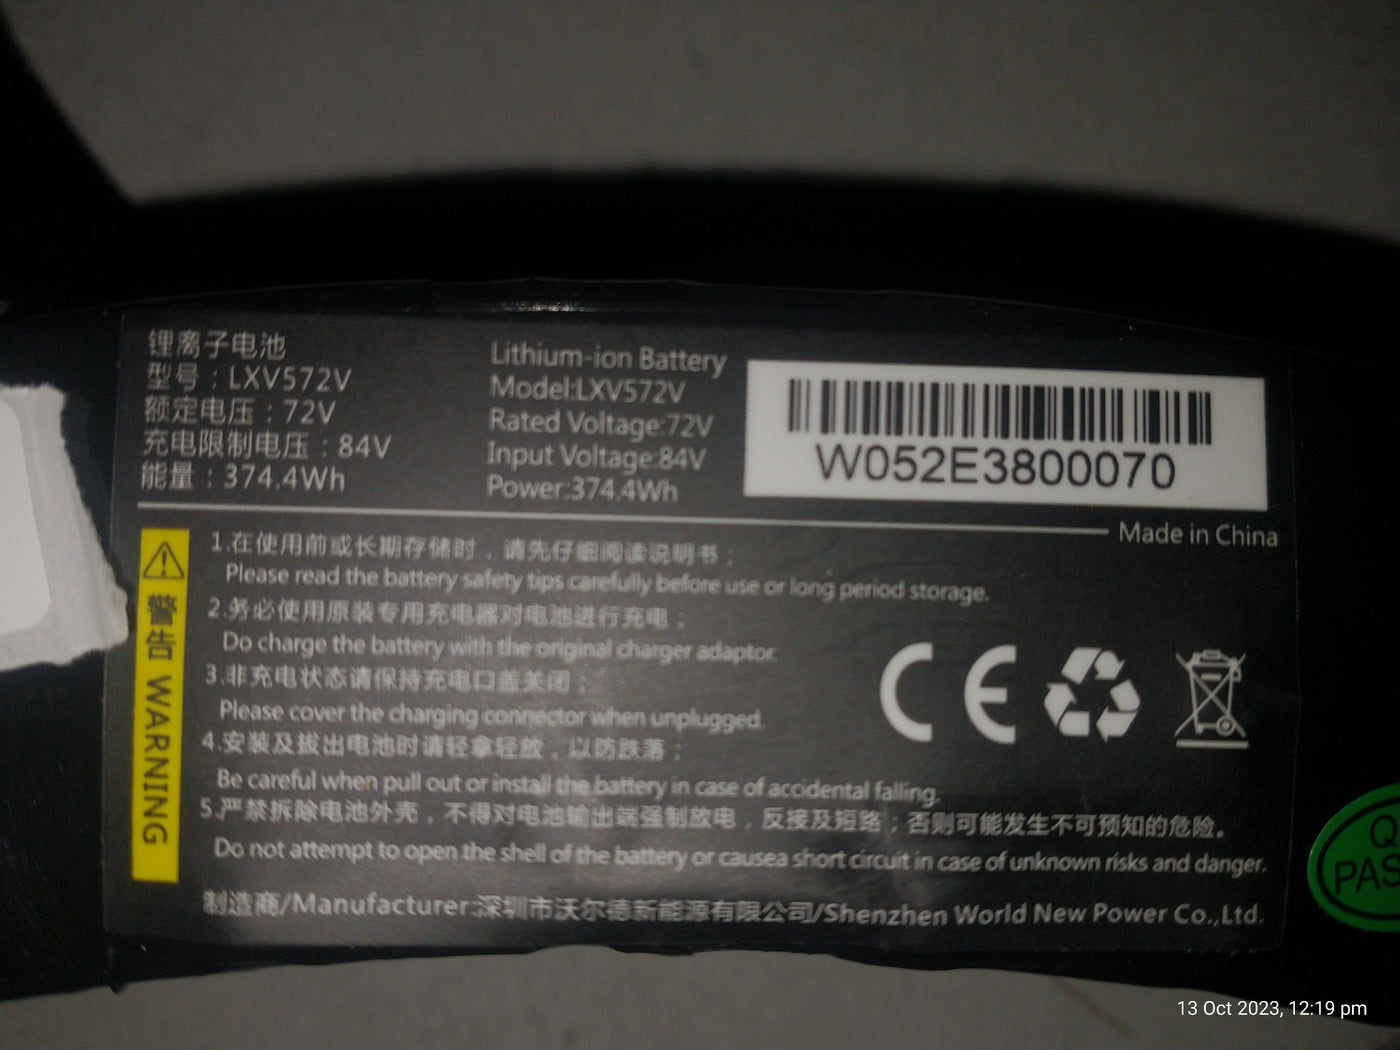 锂离子电池
型号：LXV572V
额定电压：72V
充电限制电压：84V
能量：374.4Wh
Lithium-ion Battery
Model:LXV572V
Rated Voltage:72V
Input Voltage:84V
Power:374.4Wh
W052E3800070
Made in China
警告 WARNING
1.在使用前或长期存储时，请先仔细阅读说明书；
Please read the battery safety tips carefully before use or long period storage.
2.务必使用原装专用充电器对电池进行充电；
Do charge the battery with the original charger adaptor.
3.非充电状态请保持充电口盖关闭；
Please cover the charging connector when unplugged.
4.安装及拔出电池时请轻拿轻放，以防跌落；
Be careful when pull out or install the battery in case of accidental falling.
5.严禁拆除电池外壳，不得对电池输出端强制放电，反接及短路；否则可能发生不可预知的危险。
Do not attempt to open the shell of the battery or causea short circuit in case of unknown risks and danger.
制造商/Manufacturer:深圳市沃尔德新能源有限公司/Shenzhen World New Power Co.,Ltd.
CE
Q
PAS
13 Oct 2023, 12:19 pm